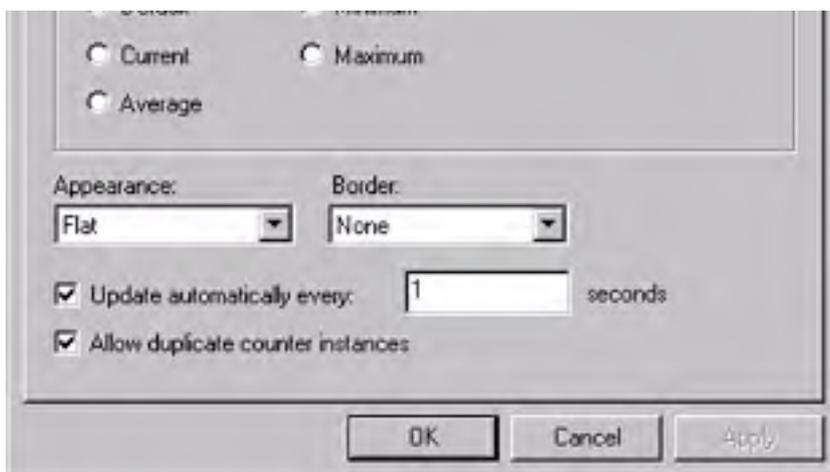 Current Maximum
Average
Appearance: Border:
Flat None
Update automatically every: 1 seconds
Allow duplicate counter instances
OK Cancel Apply